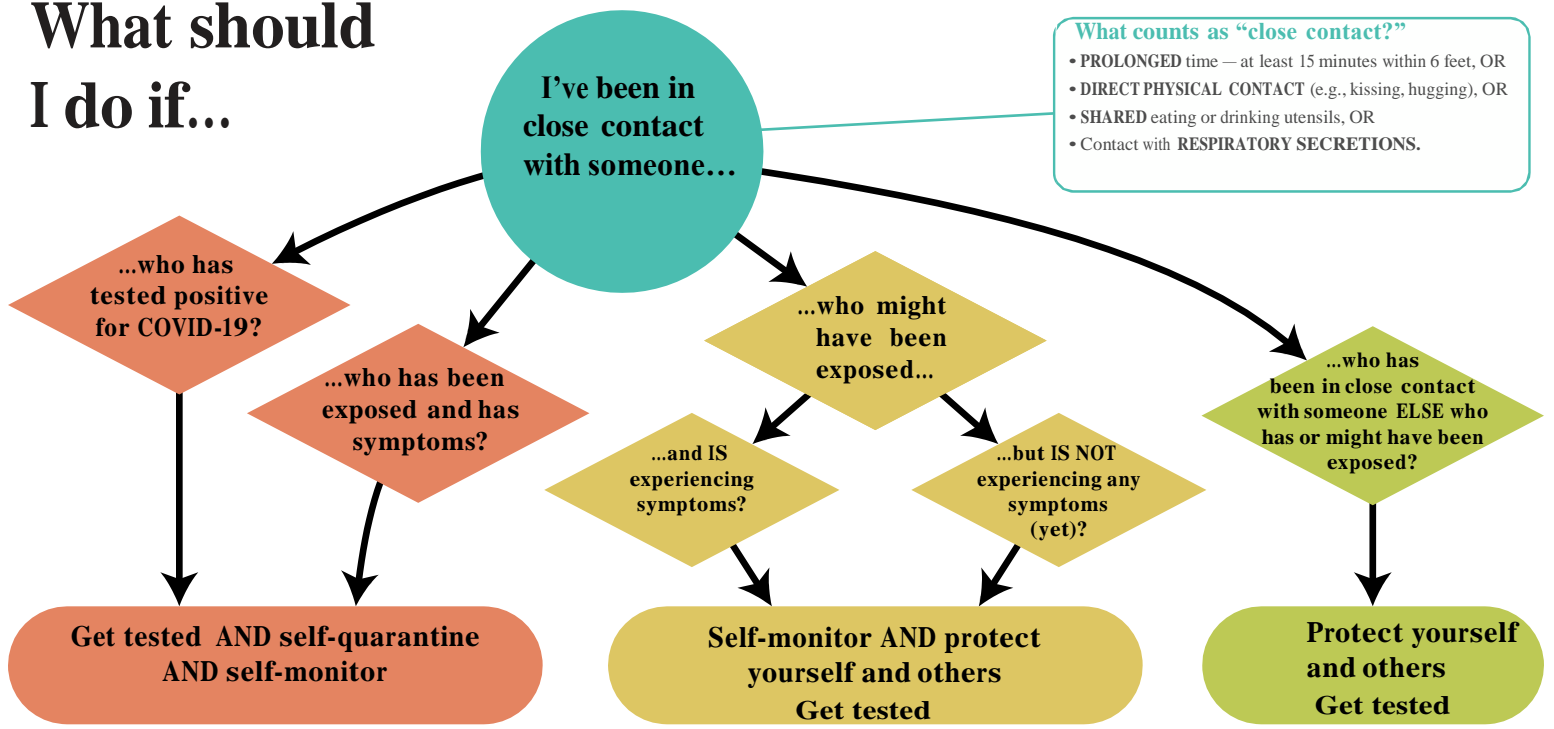 What should
I do if...
I’ve been in
close contact
with someone…
What counts as “close contact?”
• PROLONGED time — at least 15 minutes within 6 feet, OR
• DIRECT PHYSICAL CONTACT (e.g., kissing, hugging), OR
• SHARED eating or drinking utensils, OR
• Contact with RESPIRATORY SECRETIONS.
...who has
tested positive
for COVID-19?
...who has been
exposed and has
symptoms?
...who might
have been
exposed...
...and IS
experiencing
symptoms?
...but IS NOT
experiencing any
symptoms
(yet)?
...who has
been in close contact
with someone ELSE who
has or might have been
exposed?
Get tested AND self-quarantine
AND self-monitor
Self-monitor AND protect
yourself and others
Get tested
Protect yourself
and others
Get tested